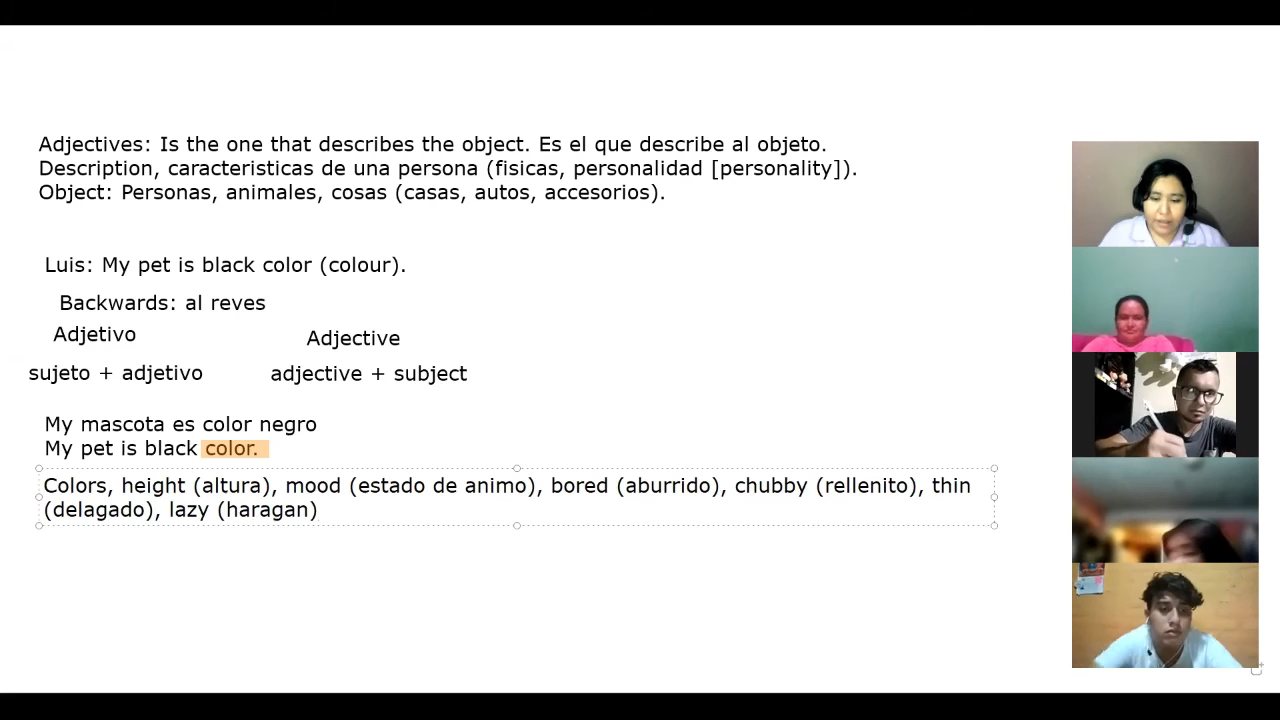 Adjectives: Is the one that describes the object. Es el que describe al objeto.
Description, caracteristicas de una persona (fisicas, personalidad [personality]).
Object: Personas, animales, cosas (casas, autos, accesorios).
Luis: My pet is black color (colour).
Backwards: al reves
Adjetivo
Adjective
sujeto + adjetivo
adjective + subject
My mascota es color negro
My pet is black color.
Colors, height (altura), mood (estado de animo), bored (aburrido), chubby (rellenito), thin
(delagado), lazy (haragan)